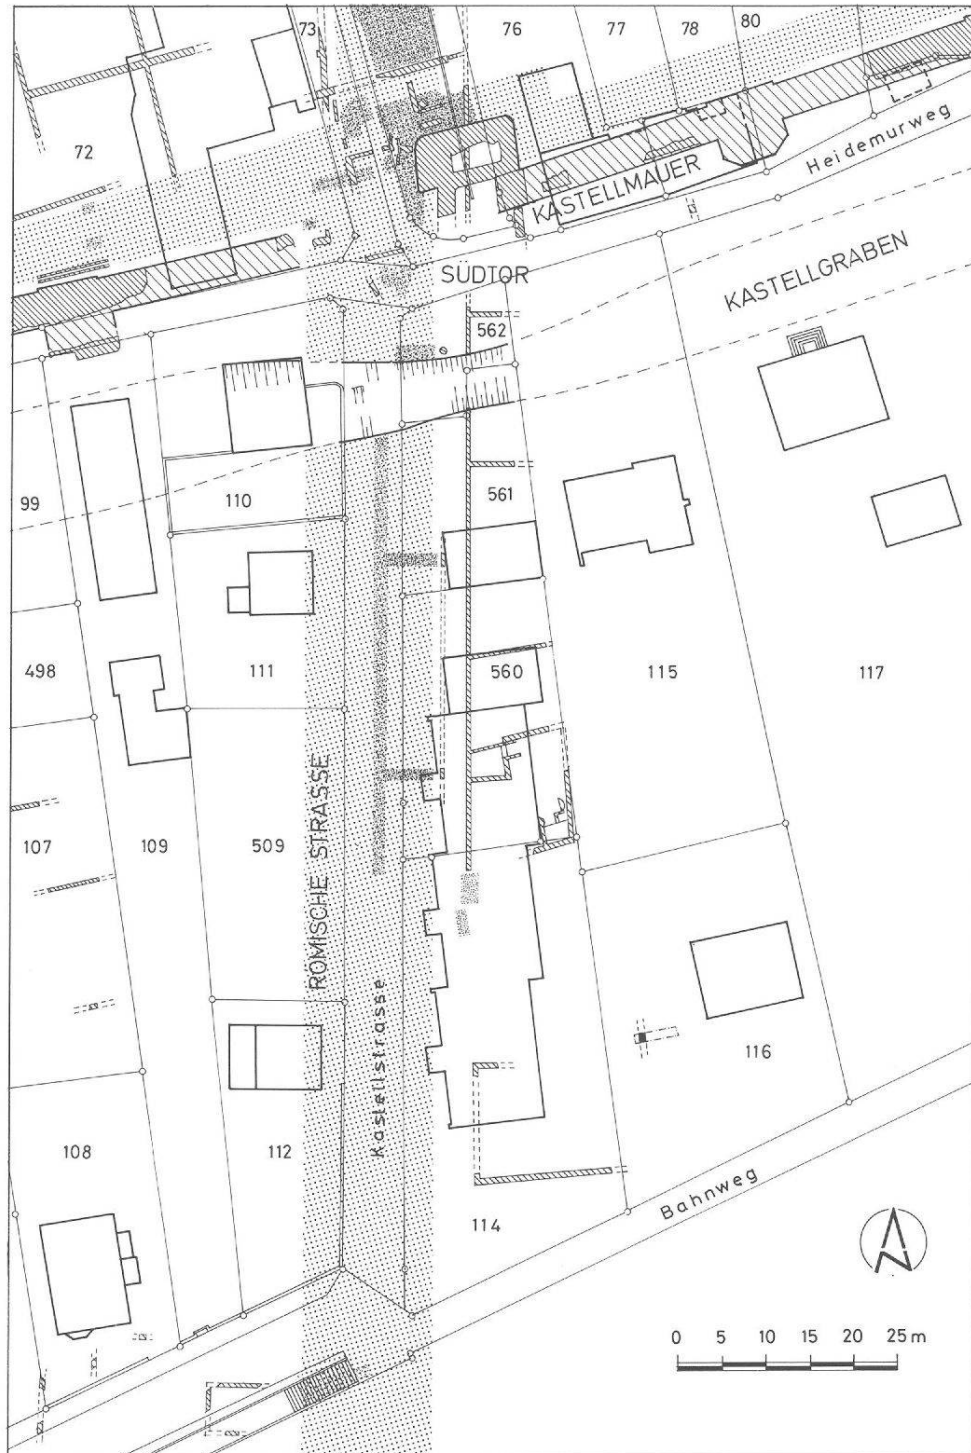 73
76
77
78
80
72
Heidemurweg
KASTELLMAUER
SÜDTOR
KASTELLGRABEN
562
99
110
561
498
111
560
115
117
107
109
509
RÖMISCHE STRASSE
Kastellstrasse
116
108
112
114
Bahnweg
N
0 5 10 15 20 25 m